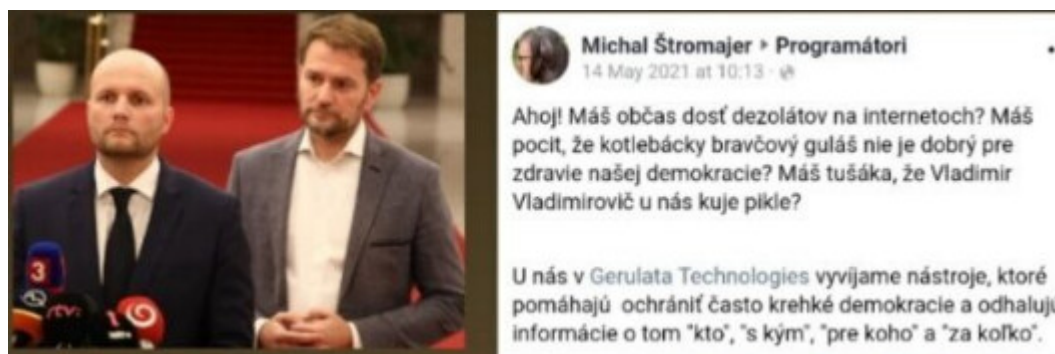 Michal Štromajer ▸ Programátori
14 May 2021 at 10:13
Ahoj! Máš občas dosť dezolátov na internetoch? Máš
pocit, že kotlebácky bravčový guláš nie je dobrý pre
zdravie našej demokracie? Máš tušáka, že Vladimir
Vladimirovič u nás kuje pikle?
U nás v Gerulata Technologies vyvíjame nástroje, ktoré
pomáhajú ochrániť často krehké demokracie a odhaľujú
informácie o tom "kto", "s kým", "pre koho" a "za koľko".
3